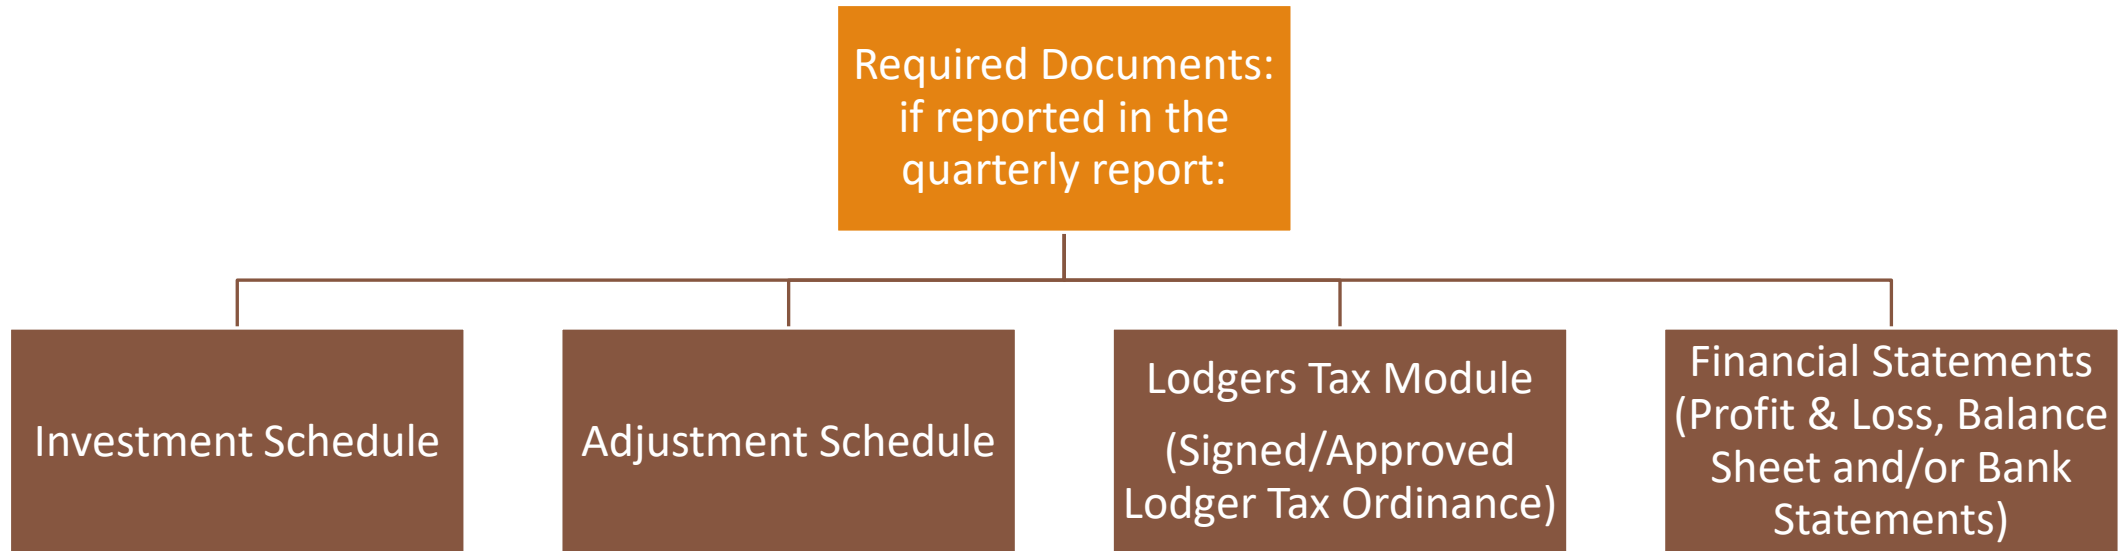 Required Documents:
if reported in the
quarterly report:
Investment Schedule
Adjustment Schedule
Lodgers Tax Module
(Signed/Approved
Lodger Tax Ordinance)
Financial Statements
(Profit & Loss, Balance
Sheet and/or Bank
Statements)